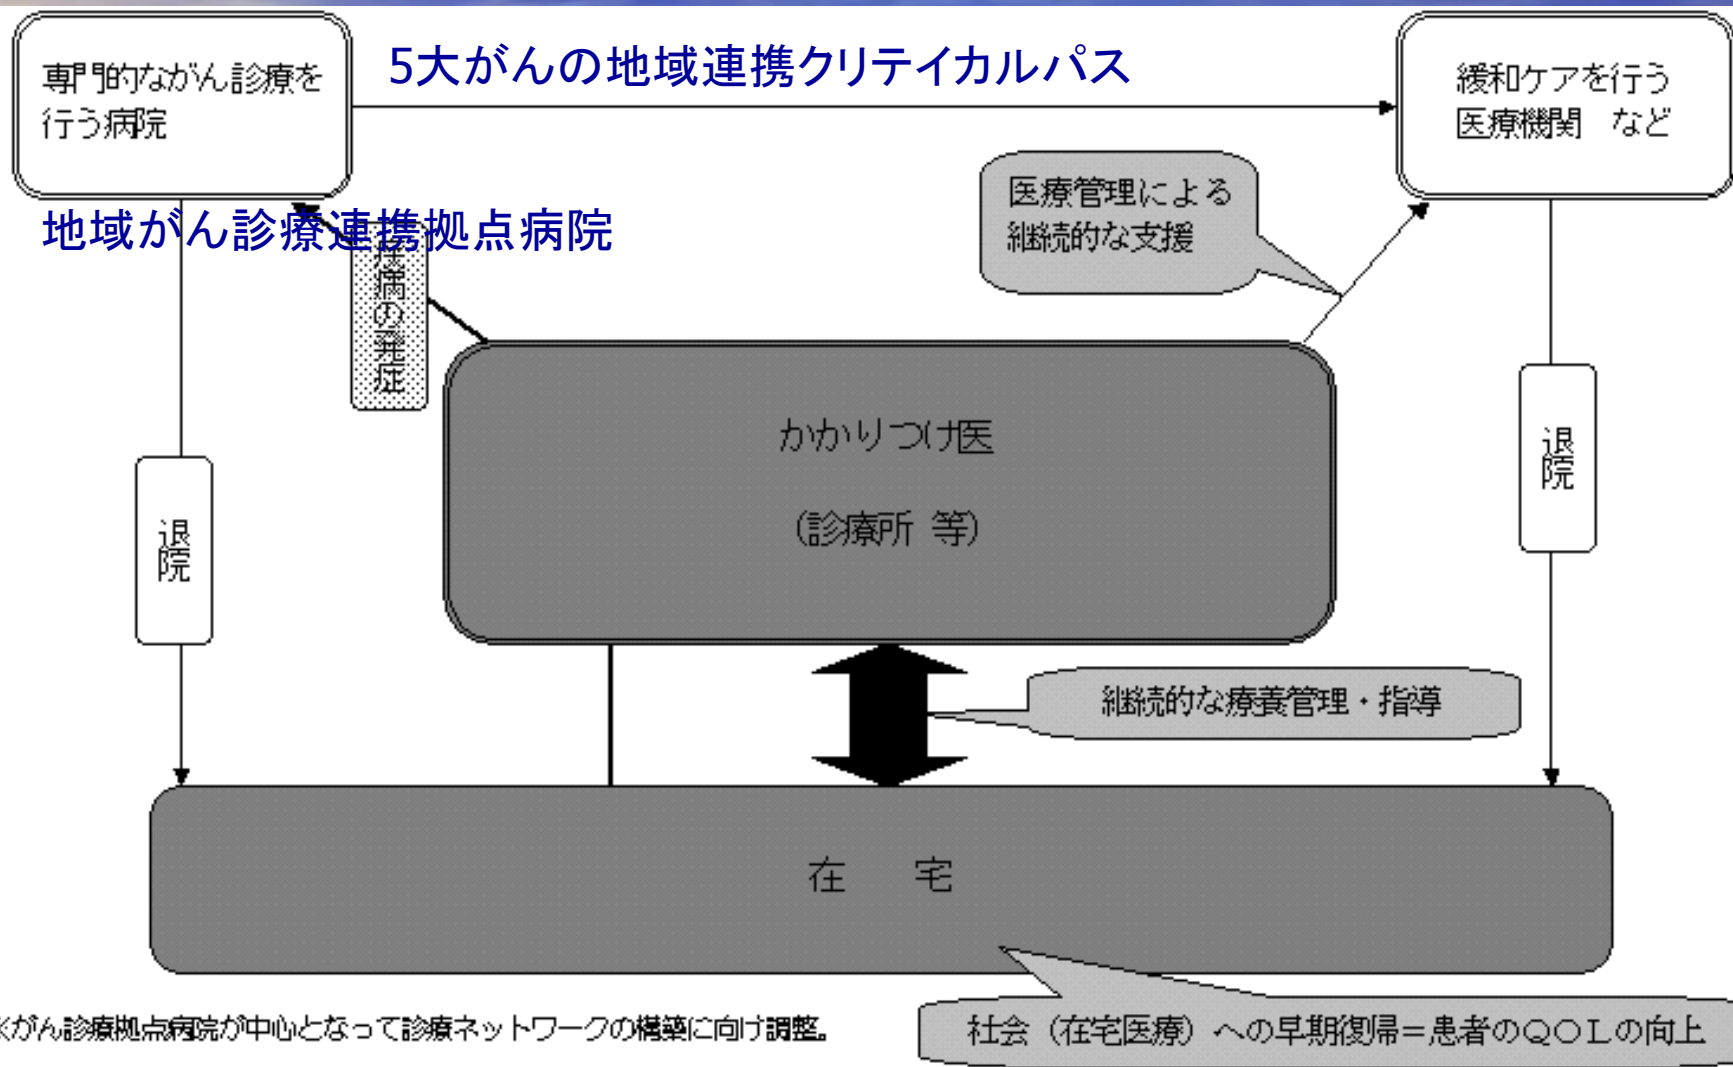 専門的ながん診療を
行う病院
5大がんの地域連携クリテイカルパス
緩和ケアを行う
医療機関 など
地域がん診療連携拠点病院
医療管理による
継続的な支援
病の発症
かかりつけ医
(診療所 等)
退院
退院
継続的な療養管理・指導
在 宅
がん診療拠点病院が中心となって診療ネットワークの構築に向け調整。
社会(在宅医療)への早期復帰=患者のQOLの向上